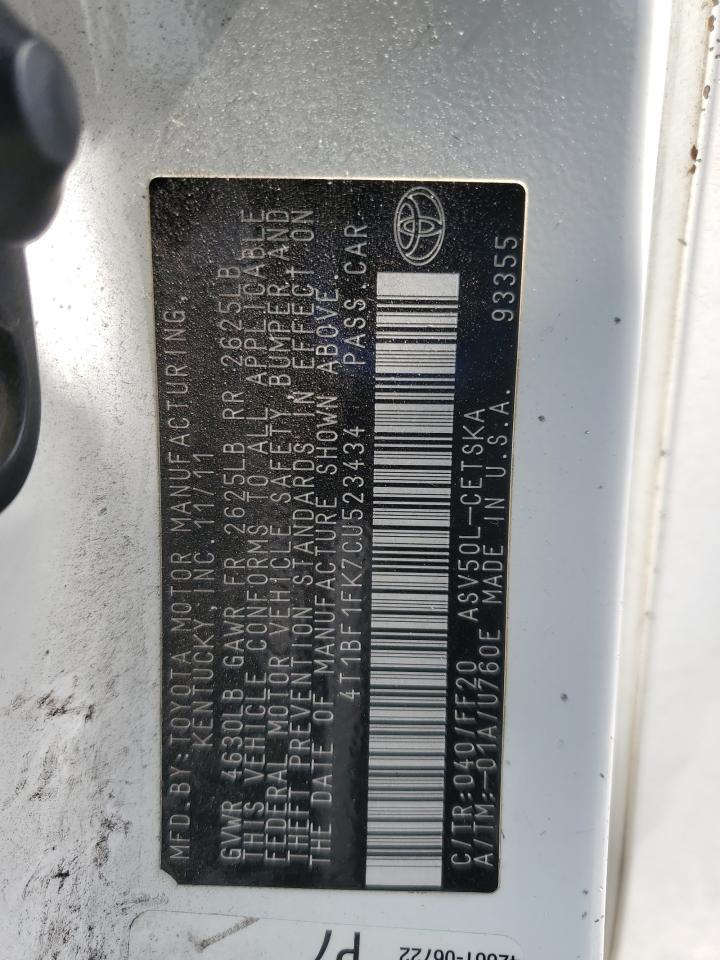 MFD.BY:TOYOTA MOTOR MANUFACTURING,
KENTUCKY,INC.11/11
GVWR 4630LB GAWR FR 2625LB RR 2625LB
THIS VEHICLE CONFORMS TO ALL APPLICABLE
FEDERAL MOTOR VEHICLE SAFETY,BUMPER,AND
THEFT PREVENTION STANDARDS IN EFFECT ON
THE DATE OF MANUFACTURE SHOWN ABOVE.
4T1BF1FK7CU523434 PASS.CAR
C/TR:040/FF20 ASV50L-CETSKA
A/TM:-01A/U760E MADE IN U.S.A. 93355
P7